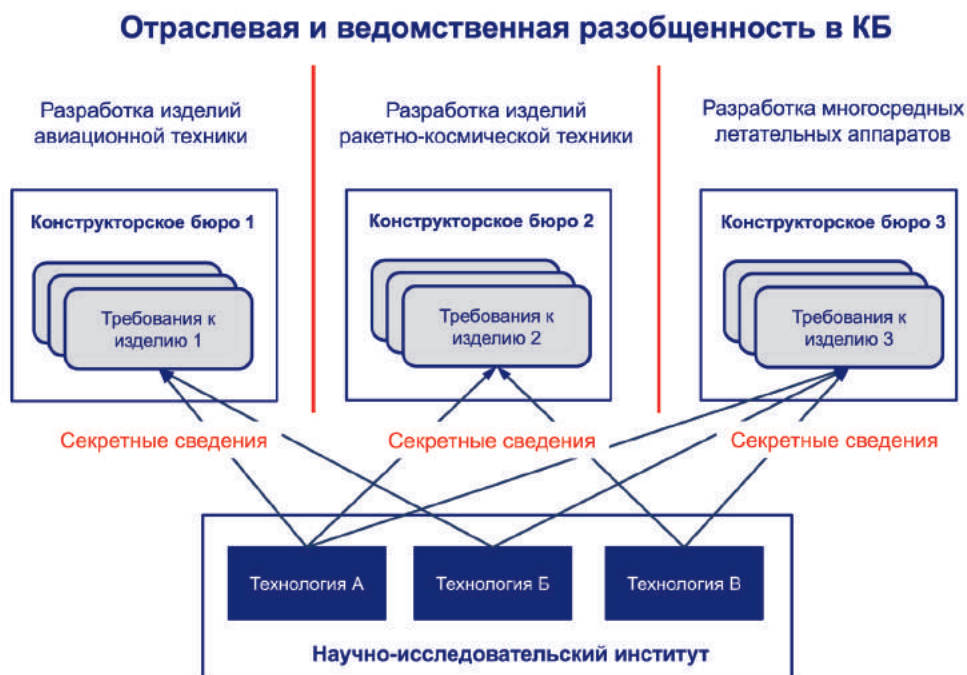 Отраслевая и ведомственная разобщенность в КБ
Разработка изделий
авиационной техники
Разработка изделий
ракетно-космической техники
Разработка многосредных
летательных аппаратов
Конструкторское бюро 1
Конструкторское бюро 2
Конструкторское бюро 3
Требования к
изделию 1
Требования к
изделию 2
Требования к
изделию 3
Секретные сведения
Секретные сведения
Секретные сведения
Технология А
Технология Б
Технология В
Научно-исследовательский институт